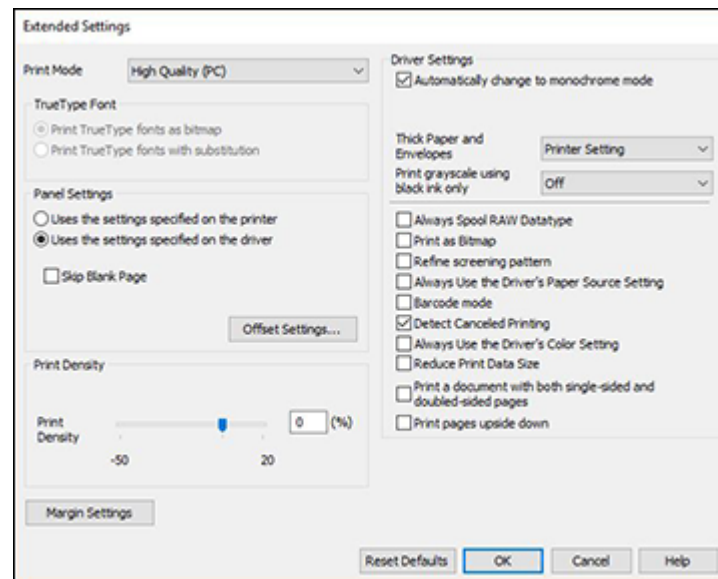 Extended Settings
Print Mode
High Quality (PC)
TrueType Font
Print TrueType fonts as bitmap
Print TrueType fonts with substitution
Panel Settings
Uses the settings specified on the printer
Uses the settings specified on the driver
Skip Blank Page
Offset Settings...
Print Density
Print
Density
0
(%)
-50
20
Margin Settings
Driver Settings
Automatically change to monochrome mode
Thick Paper and
Envelopes
Printer Setting
Print grayscale using
black ink only
Off
Always Spool RAW Datatype
Print as Bitmap
Refine screening pattern
Always Use the Driver's Paper Source Setting
Barcode mode
Detect Canceled Printing
Always Use the Driver's Color Setting
Reduce Print Data Size
Print a document with both single-sided and
doubled-sided pages
Print pages upside down
Reset Defaults
OK
Cancel
Help